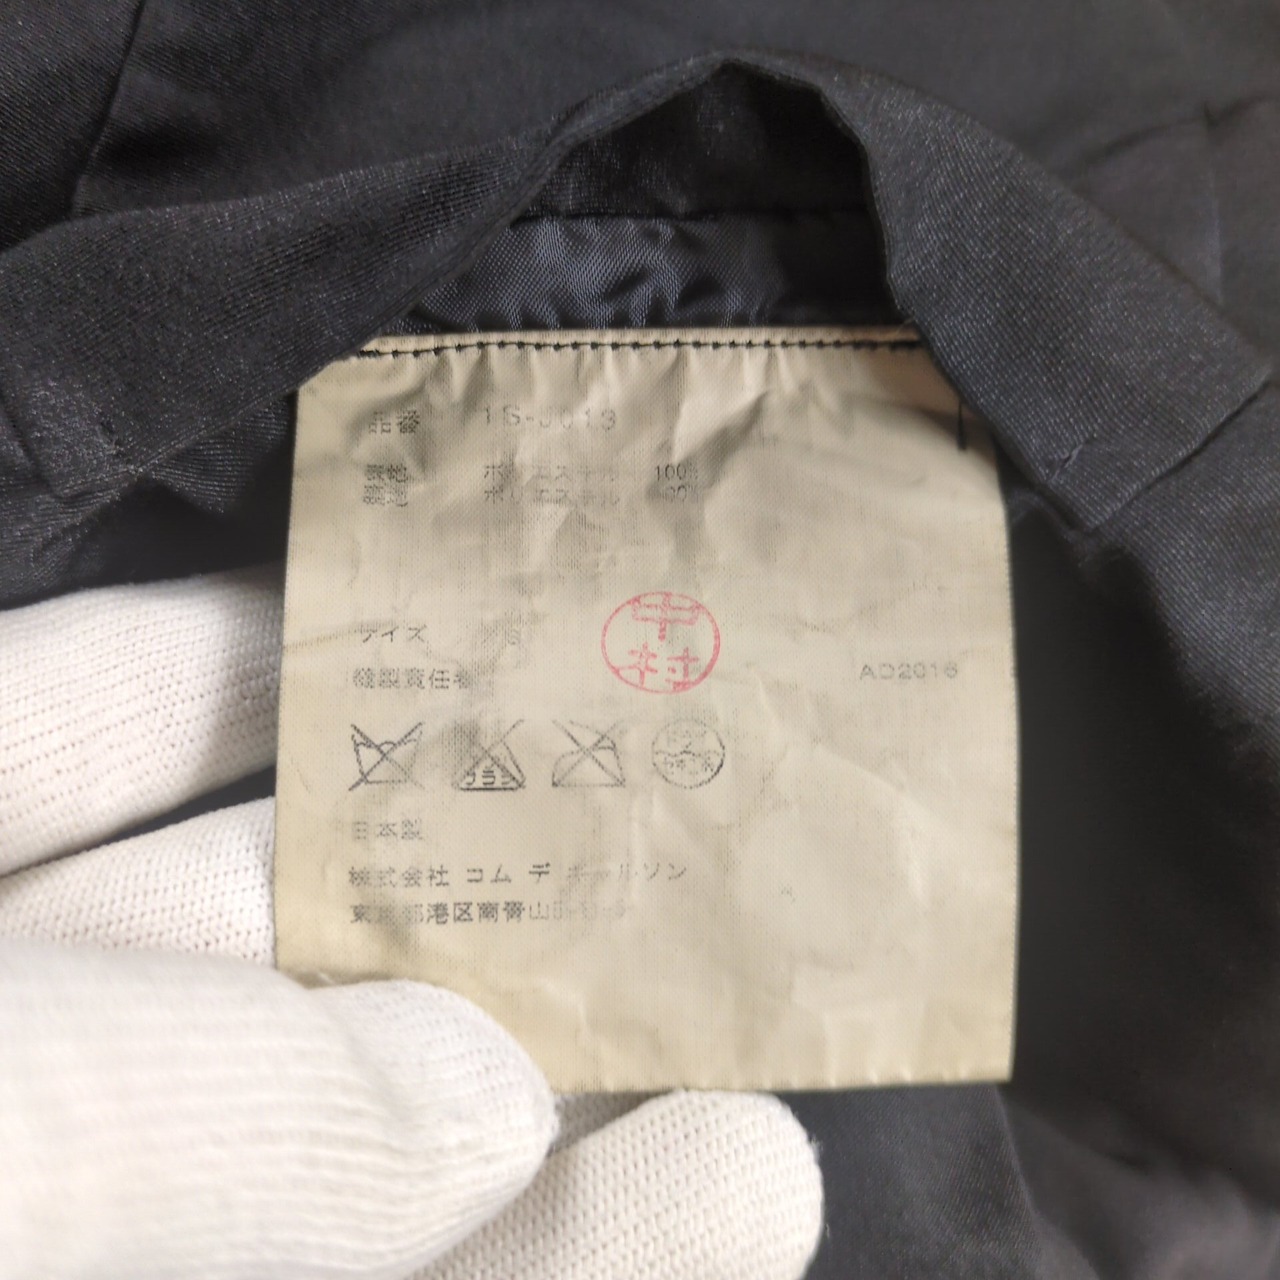 品番 1S-J013
表地 ポリエステル 100%
裏地 ポリエステル 100%
サイズ S
中村
縫製責任者
AD2016
日本製
株式会社 コム デ ギャルソン
東京都港区南青山